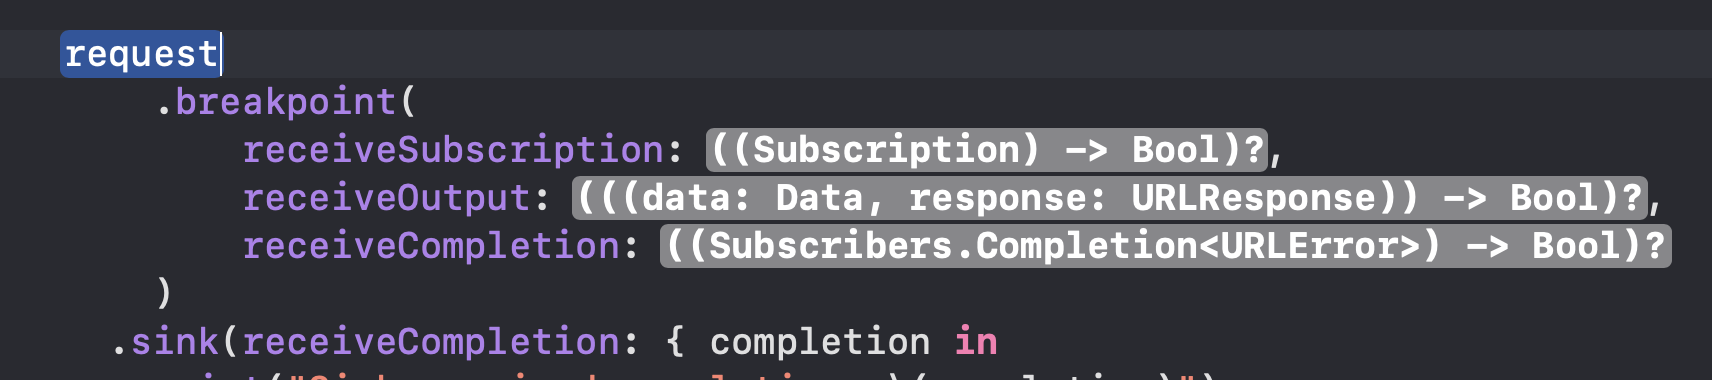 request
.breakpoint(
receiveSubscription: ((Subscription) -> Bool)?,
receiveOutput: (((data: Data, response: URLResponse)) -> Bool)?,
receiveCompletion: ((Subscribers.Completion<URLError>) -> Bool)?
)
.sink(receiveCompletion: { completion in